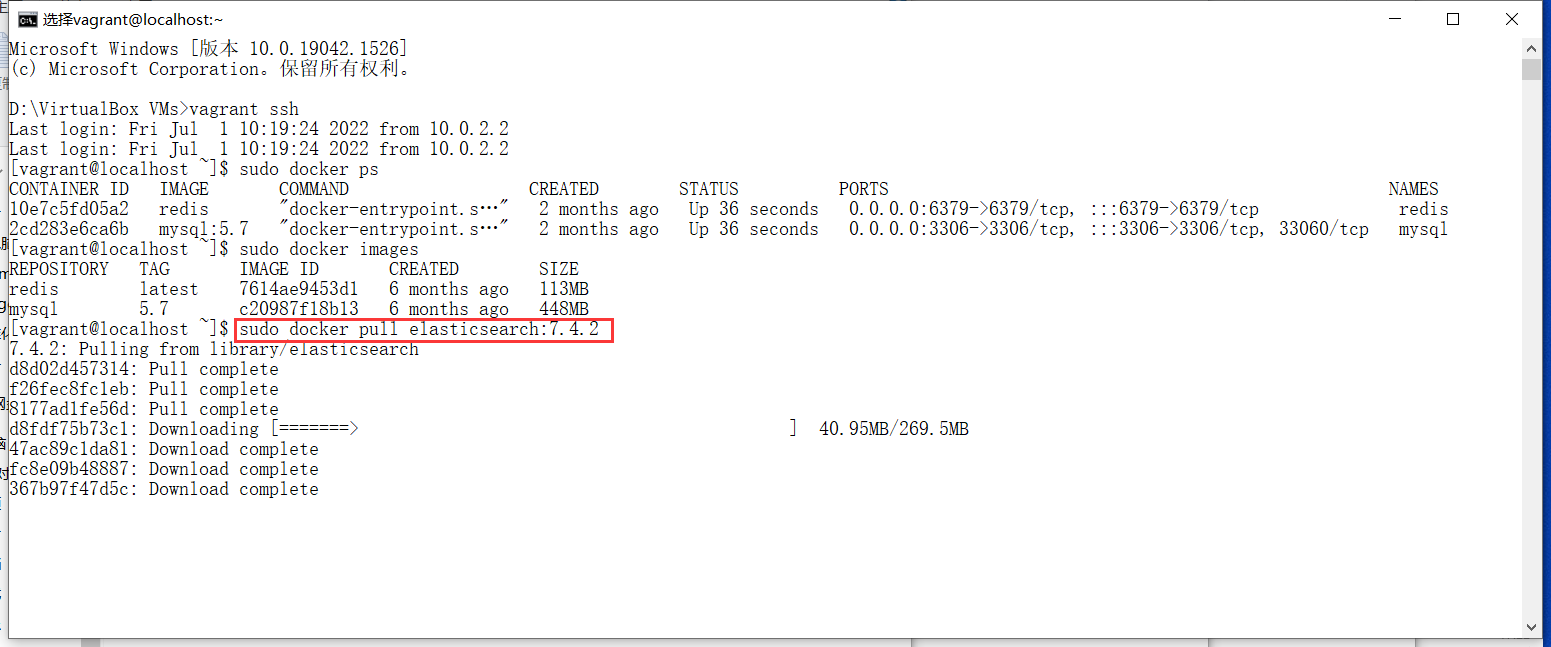 选择vagrant@localhost:~
Microsoft Windows [版本 10.0.19042.1526]
(c) Microsoft Corporation。保留所有权利。
D:\VirtualBox VMs>vagrant ssh
Last login: Fri Jul  1 10:19:24 2022 from 10.0.2.2
Last login: Fri Jul  1 10:19:24 2022 from 10.0.2.2
[vagrant@localhost ~]$ sudo docker ps
CONTAINER ID   IMAGE       COMMAND                  CREATED        STATUS          PORTS                                                  NAMES
10e7c5fd05a2   redis       "docker-entrypoint.s…"   2 months ago   Up 36 seconds   0.0.0.0:6379->6379/tcp, :::6379->6379/tcp              redis
2cd283e6ca6b   mysql:5.7   "docker-entrypoint.s…"   2 months ago   Up 36 seconds   0.0.0.0:3306->3306/tcp, :::3306->3306/tcp, 33060/tcp   mysql
[vagrant@localhost ~]$ sudo docker images
REPOSITORY   TAG       IMAGE ID       CREATED        SIZE
redis        latest    7614ae9453d1   6 months ago   113MB
mysql        5.7       c20987f18b13   6 months ago   448MB
[vagrant@localhost ~]$ sudo docker pull elasticsearch:7.4.2
7.4.2: Pulling from library/elasticsearch
d8d02d457314: Pull complete
f26fec8fc1eb: Pull complete
8177ad1fe56d: Pull complete
d8fdf75b73c1: Downloading [=======>                                           ]  40.95MB/269.5MB
47ac89c1da81: Download complete
fc8e09b48887: Download complete
367b97f47d5c: Download complete